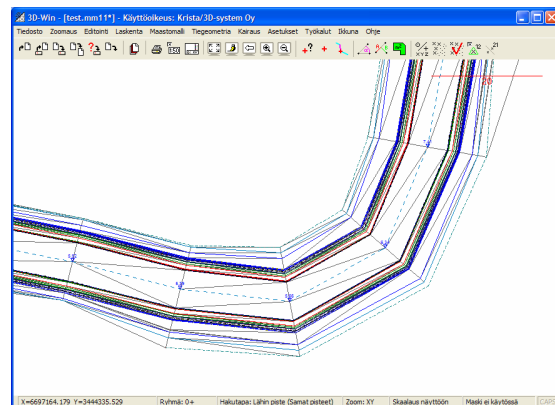 3D-Win - [test.mm11*] - Käyttöoikeus: Krista/3D-system Oy
Tiedosto Zoomaus Editointi Laskenta Maastomalli Tiegeometria Kairaus Asetukset Työkalut Ikkuna Ohje
X=6697164.179 Y=3444335.529 Ryhmä: 0+ Hakutapa: Lähin piste (Samat pisteet) Zoom: XY Skaalaus näyttöön Maski ei käytössä CAPS